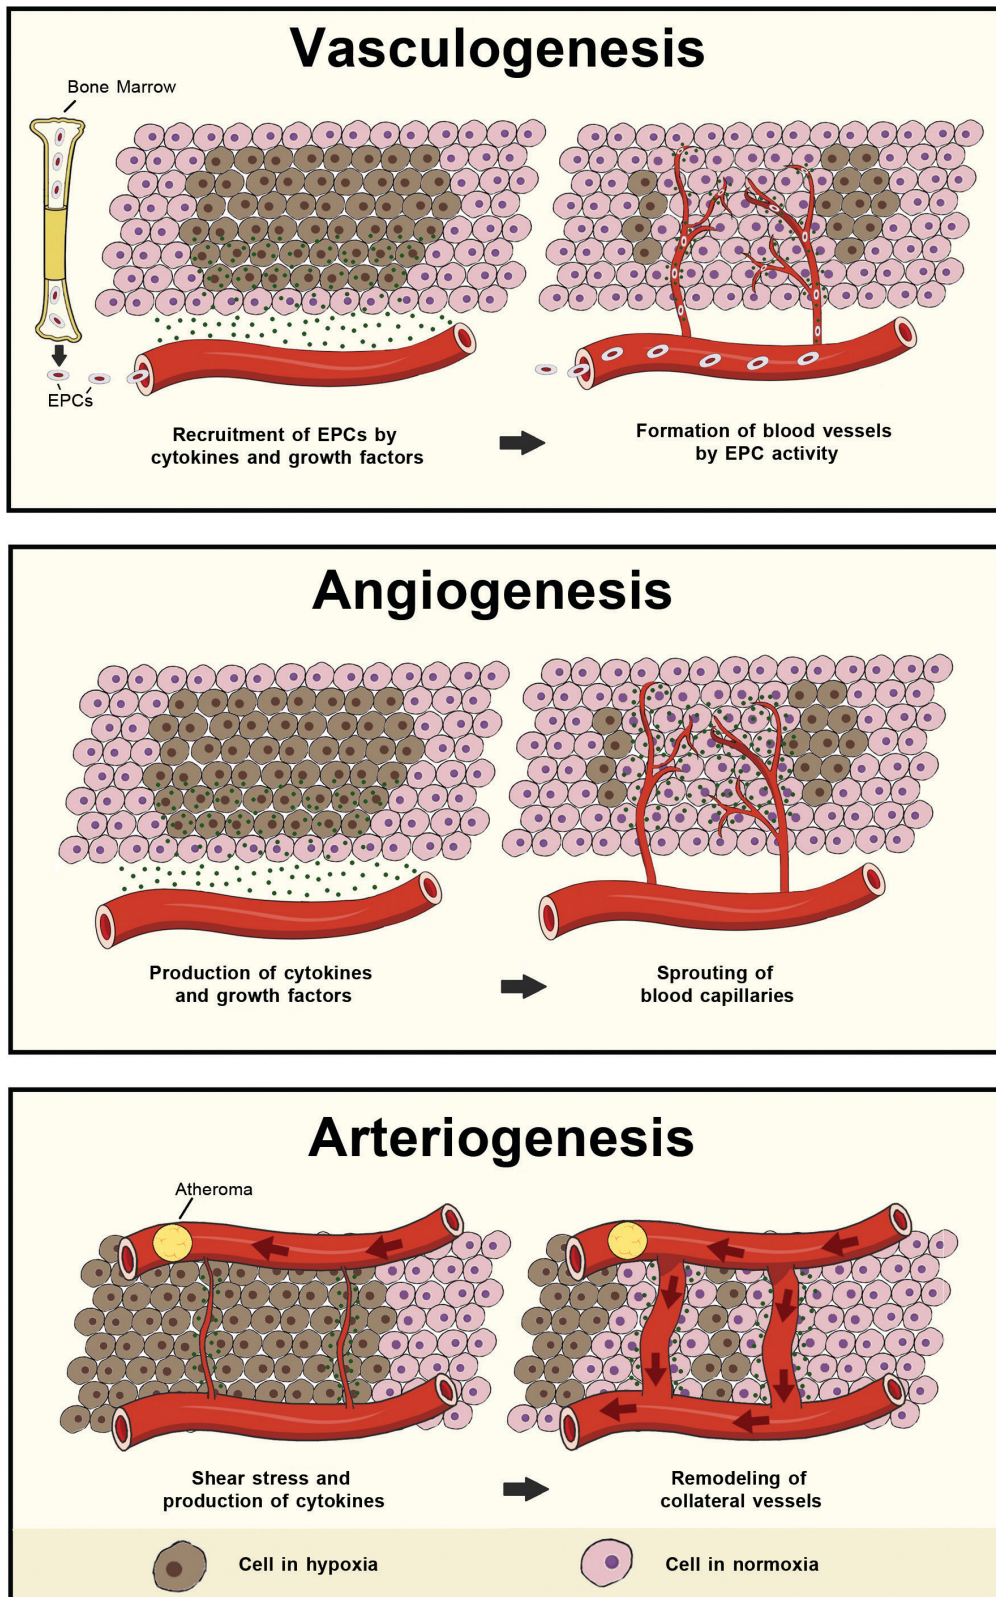 Vasculogenesis
Bone Marrow
EPCs
Recruitment of EPCs by
cytokines and growth factors
Formation of blood vessels
by EPC activity
Angiogenesis
Production of cytokines
and growth factors
Sprouting of
blood capillaries
Arteriogenesis
Atheroma
Shear stress and
production of cytokines
Remodeling of
collateral vessels
Cell in hypoxia
Cell in normoxia